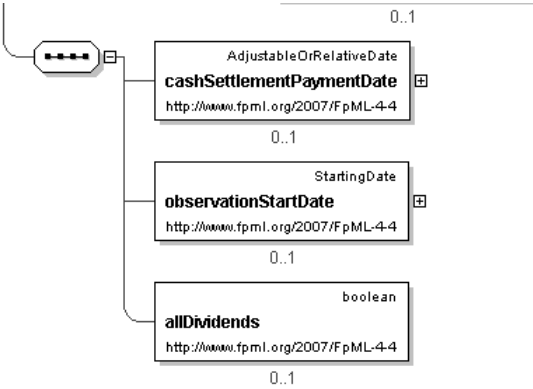 0..1
AdjustableOrRelativeDate
cashSettlementPaymentDate
http://www.fpml.org/2007/FpML-4-4
0..1
StartingDate
observationStartDate
http://www.fpml.org/2007/FpML-4-4
0..1
boolean
allDividends
http://www.fpml.org/2007/FpML-4-4
0..1